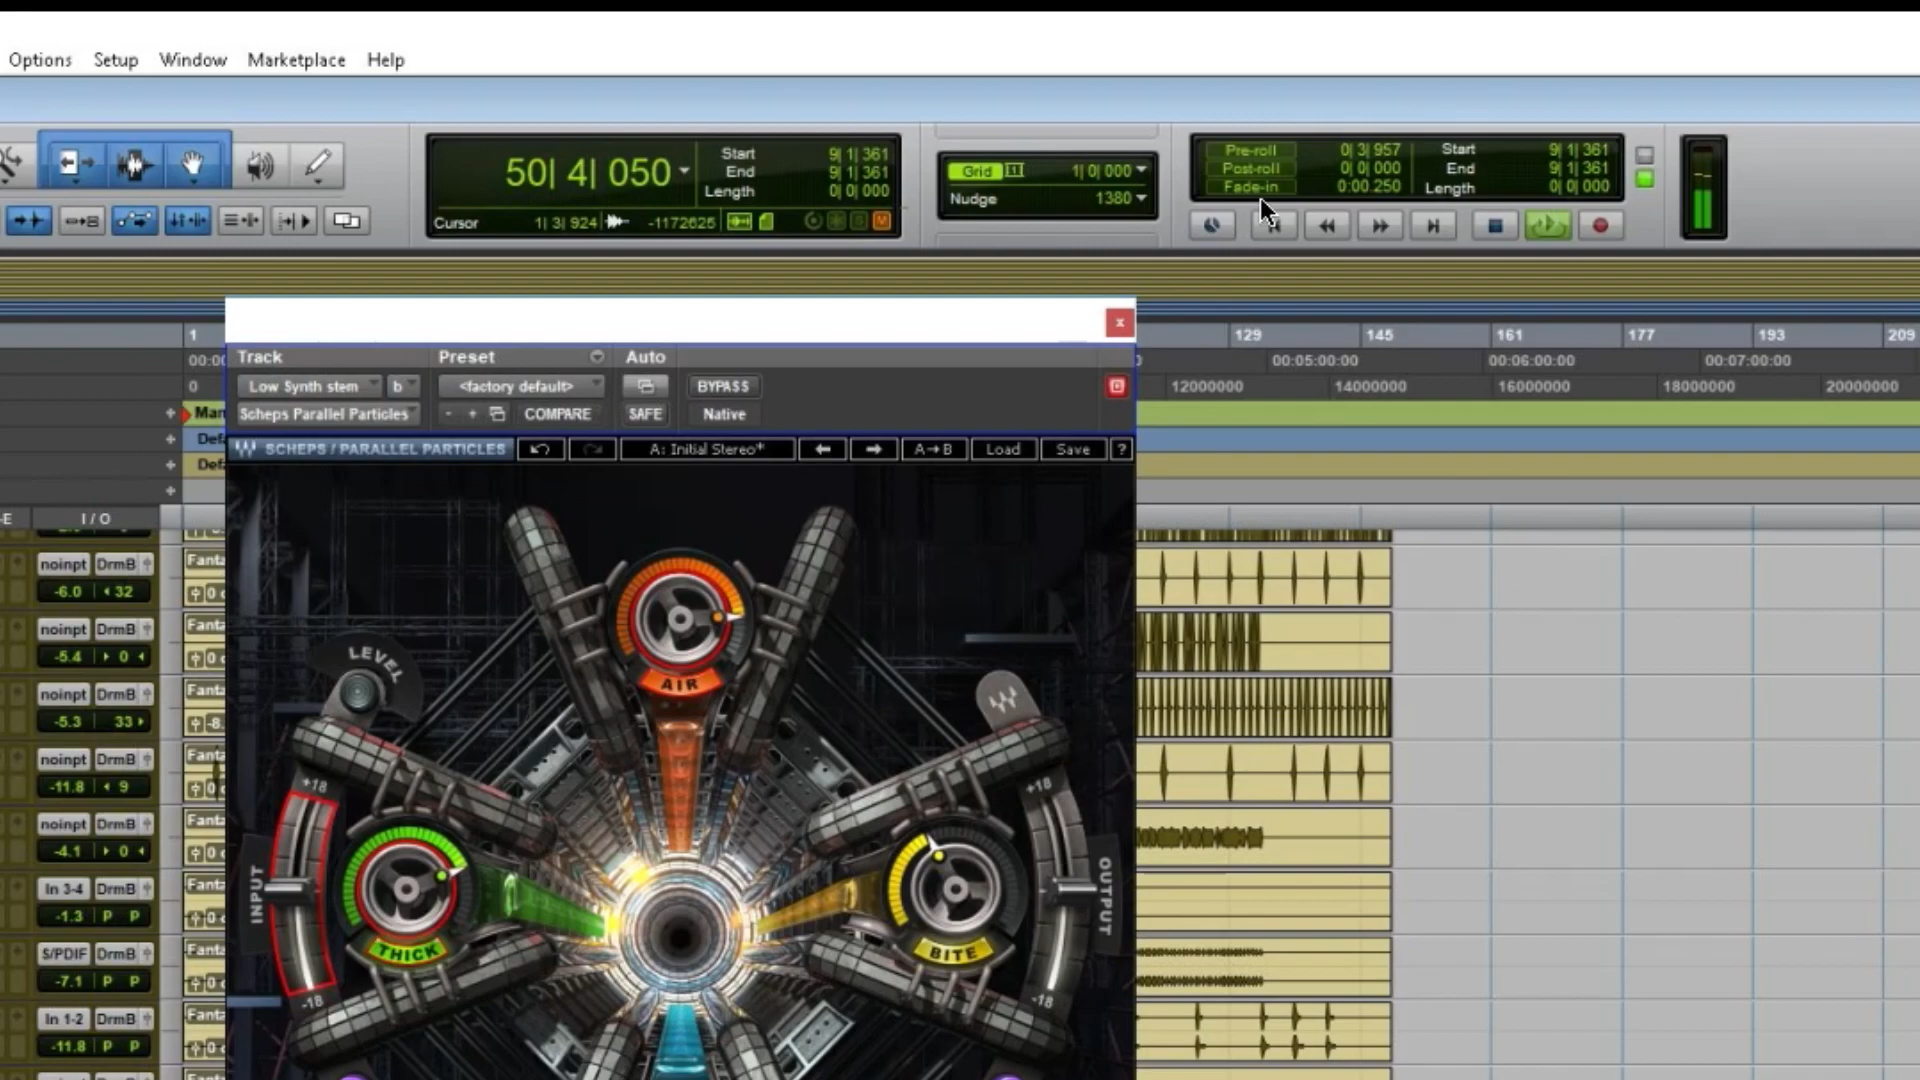 Options Setup Window Marketplace Help
50| 4| 050
Start 9| 1| 361
End 9| 1| 361
Length 0| 0| 000
Cursor 1| 3| 924 -1172625
M
Grid 1| 0| 000
Nudge 1380
Pre-roll 0| 3| 957
Post-roll 0| 0| 000
Fade-in 0:00.250
Start 9| 1| 361
End 9| 1| 361
Length 0| 0| 000
1 129 145 161 177 193 209
00:00 00:05:00:00 00:06:00:00 00:07:00:00
0 12000000 14000000 16000000 18000000 20000000
Track Preset Auto
Low Synth stem b <factory default> BYPASS
Scheps Parallel Particles - + COMPARE SAFE Native
SCHEPS / PARALLEL PARTICLES A: Initial Stereo* A→B Load Save ?
I / O
noinpt DrmB
-6.0 32
noinpt DrmB
-5.4 0
noinpt DrmB
-5.3 33
noinpt DrmB
-11.8 9
noinpt DrmB
-4.1 0
In 3-4 DrmB
-1.3 P P
S/PDIF DrmB
-7.1 P P
In 1-2 DrmB
-11.8 P P
LEVEL
AIR
+18
+18
INPUT
OUTPUT
THICK
BITE
-18
-18